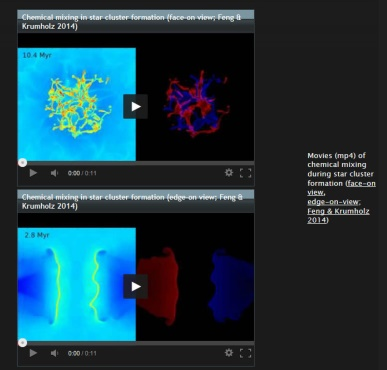 Chemical mixing in star cluster formation (face-on view; Feng &
Krumholz 2014)
10.4 Myr
0:00 / 0:11
Chemical mixing in star cluster formation (edge-on view; Feng &
Krumholz 2014)
2.8 Myr
0:00 / 0:11
Movies (mp4) of
chemical mixing
during star cluster
formation (face-on
view,
edge-on-view;
Feng & Krumholz
2014)